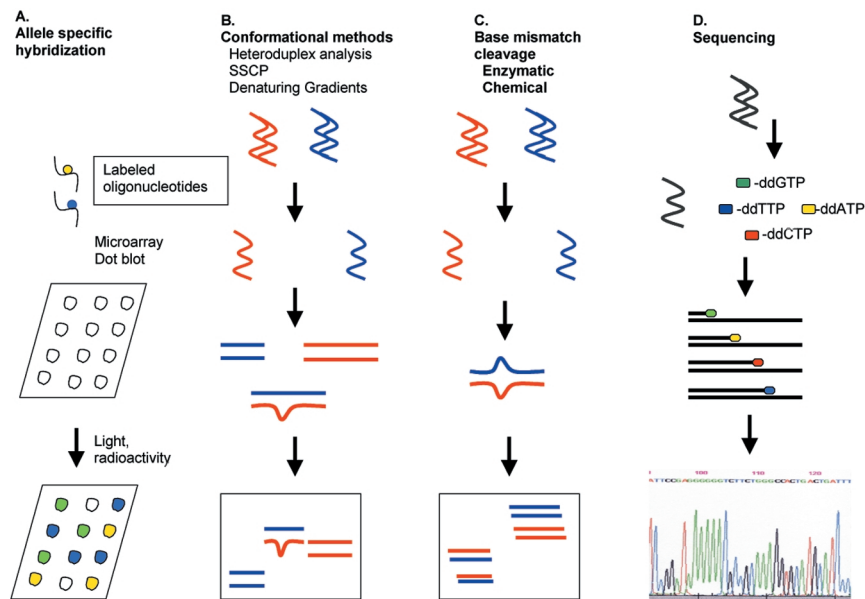 A.
Allele specific
hybridization
Labeled
oligonucleotides
Microarray
Dot blot
Light,
radioactivity
B.
Conformational methods
Heteroduplex analysis
SSCP
Denaturing Gradients
C.
Base mismatch
cleavage
Enzymatic
Chemical
D.
Sequencing
-ddGTP
-ddTTP
-ddATP
-ddCTP
100
110
120